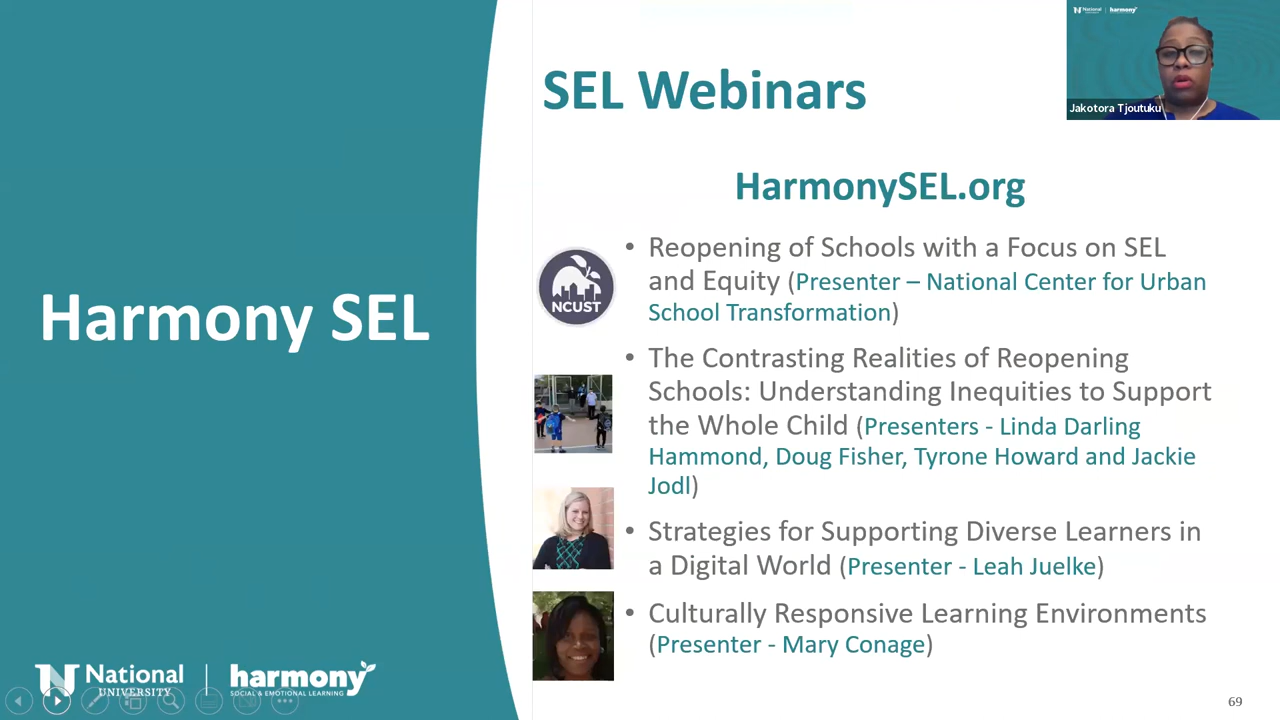 National
UNIVERSITY
harmony
Jakotora Tjoutuku
SEL Webinars
HarmonySEL.org
Harmony SEL
NCUST
• Reopening of Schools with a Focus on SEL
and Equity (Presenter – National Center for Urban
School Transformation)
• The Contrasting Realities of Reopening
Schools: Understanding Inequities to Support
the Whole Child (Presenters - Linda Darling
Hammond, Doug Fisher, Tyrone Howard and Jackie
Jodl)
• Strategies for Supporting Diverse Learners in
a Digital World (Presenter - Leah Juelke)
• Culturally Responsive Learning Environments
(Presenter - Mary Conage)
National
UNIVERSITY
harmony
SOCIAL & EMOTIONAL LEARNING
69